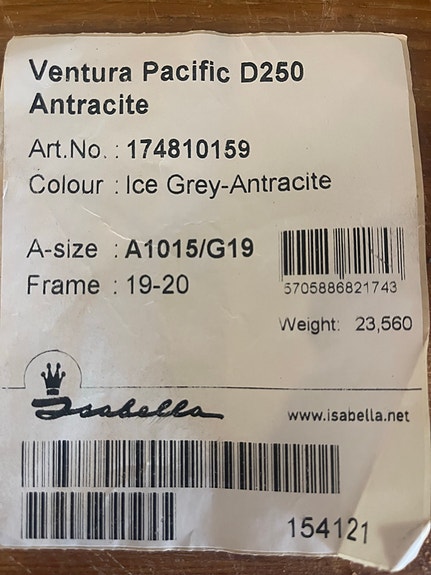 Ventura Pacific D250
Antracite
Art.No. : 174810159
Colour : Ice Grey-Antracite
A-size : A1015/G19
Frame : 19-20
5705886821743
Weight: 23,560
Isabella
www.isabella.net
154121